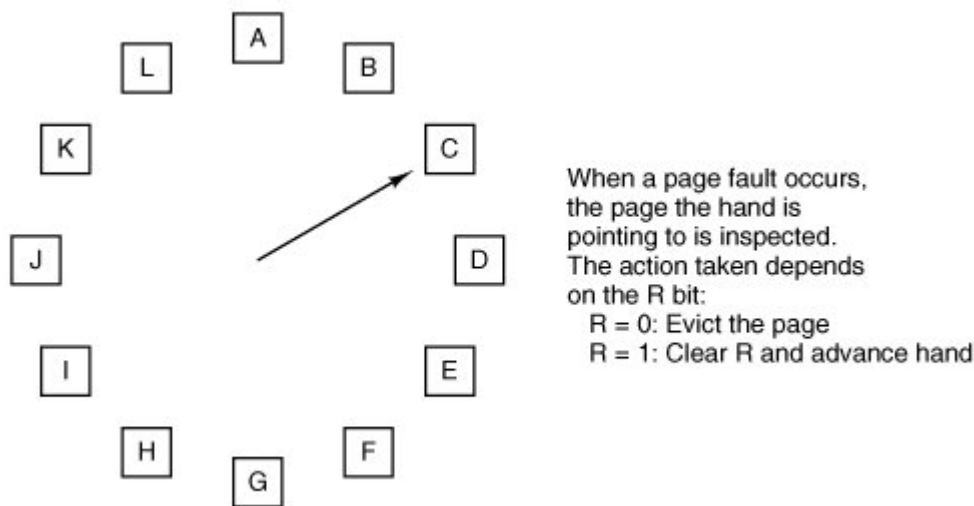 A
L
B
K
C
J
D
I
E
H
F
G
When a page fault occurs,
the page the hand is
pointing to is inspected.
The action taken depends
on the R bit:
R = 0: Evict the page
R = 1: Clear R and advance hand